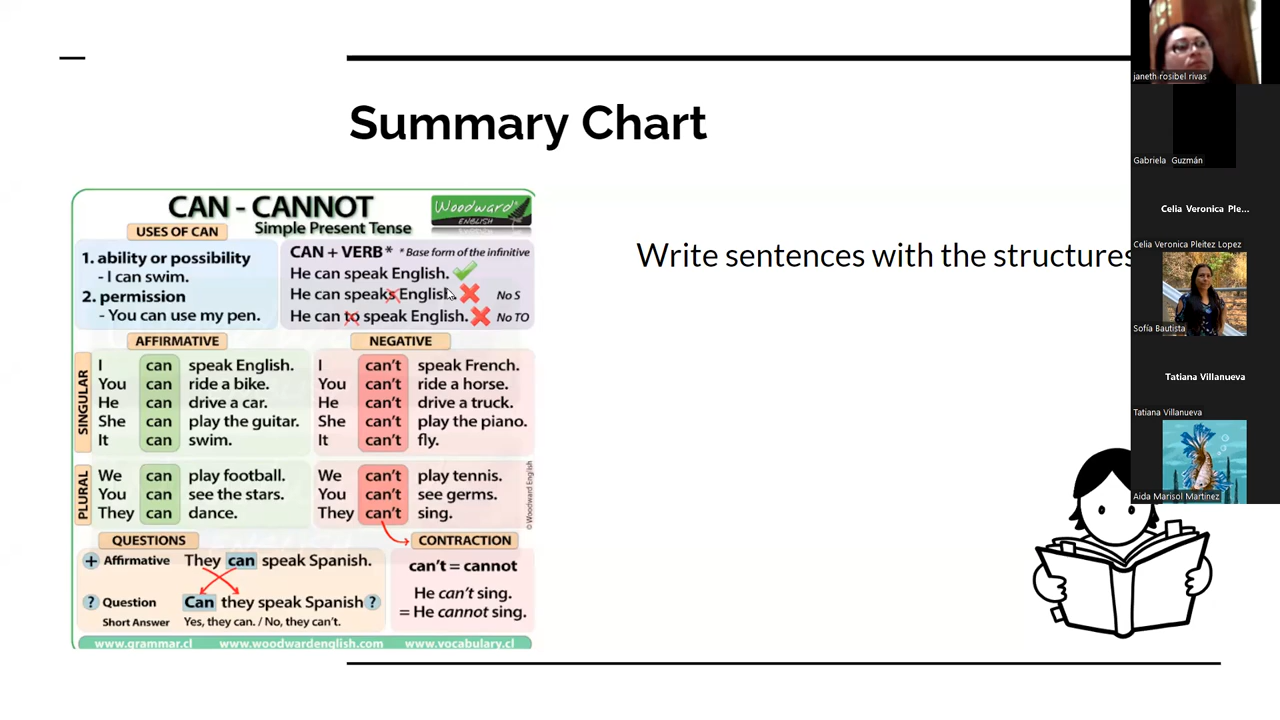 Summary Chart
CAN - CANNOT
Simple Present Tense
Woodward®
ENGLISH
USES OF CAN
1. ability or possibility
- I can swim.
2. permission
- You can use my pen.
CAN + VERB* * Base form of the infinitive
He can speak English.
He can speaks English. No S
He can to speak English. No TO
AFFIRMATIVE
SINGULAR
I can speak English.
You can ride a bike.
He can drive a car.
She can play the guitar.
It can swim.
PLURAL
We can play football.
You can see the stars.
They can dance.
NEGATIVE
I can't speak French.
You can't ride a horse.
He can't drive a truck.
She can't play the piano.
It can't fly.
We can't play tennis.
You can't see germs.
They can't sing.
©Woodward English
QUESTIONS
+ Affirmative They can speak Spanish.
? Question Can they speak Spanish?
Short Answer Yes, they can. / No, they can't.
CONTRACTION
can't = cannot
He can't sing.
= He cannot sing.
www.grammar.cl www.woodwardenglish.com www.vocabulary.cl
Write sentences with the structures
janeth rosibel rivas
Gabriela Guzmán
Celia Veronica Ple...
Celia Veronica Pleitez Lopez
Sofía Bautista
Tatiana Villanueva
Tatiana Villanueva
Aida Marisol Martinez